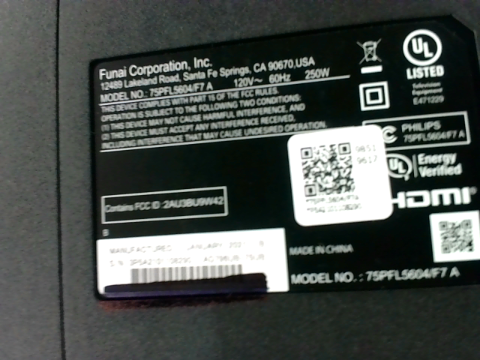 Funai Corporation, Inc.
12489 Lakeland Road, Santa Fe Springs, CA 90670,USA
MODEL NO.: 75PFL5604/F7 A 120V~ 60Hz 250W
THIS DEVICE COMPLIES WITH PART 15 OF THE FCC RULES.
OPERATION IS SUBJECT TO THE FOLLOWING TWO CONDITIONS:
(1) THIS DEVICE MAY NOT CAUSE HARMFUL INTERFERENCE, AND
(2) THIS DEVICE MUST ACCEPT ANY INTERFERENCE RECEIVED,
INCLUDING INTERFERENCE THAT MAY CAUSE UNDESIRED OPERATION.
UL
LISTED
Television
Equipment
E471229
PHILIPS
75PFL5604/F7 A
9617
UL Energy
Verified
HDMI
Contains FCC ID : 2AU3BU9W42
B
MANUFACTURED JANUARY
S/N
MADE IN CHINA
MODEL NO. : 75PFL5604/F7 A